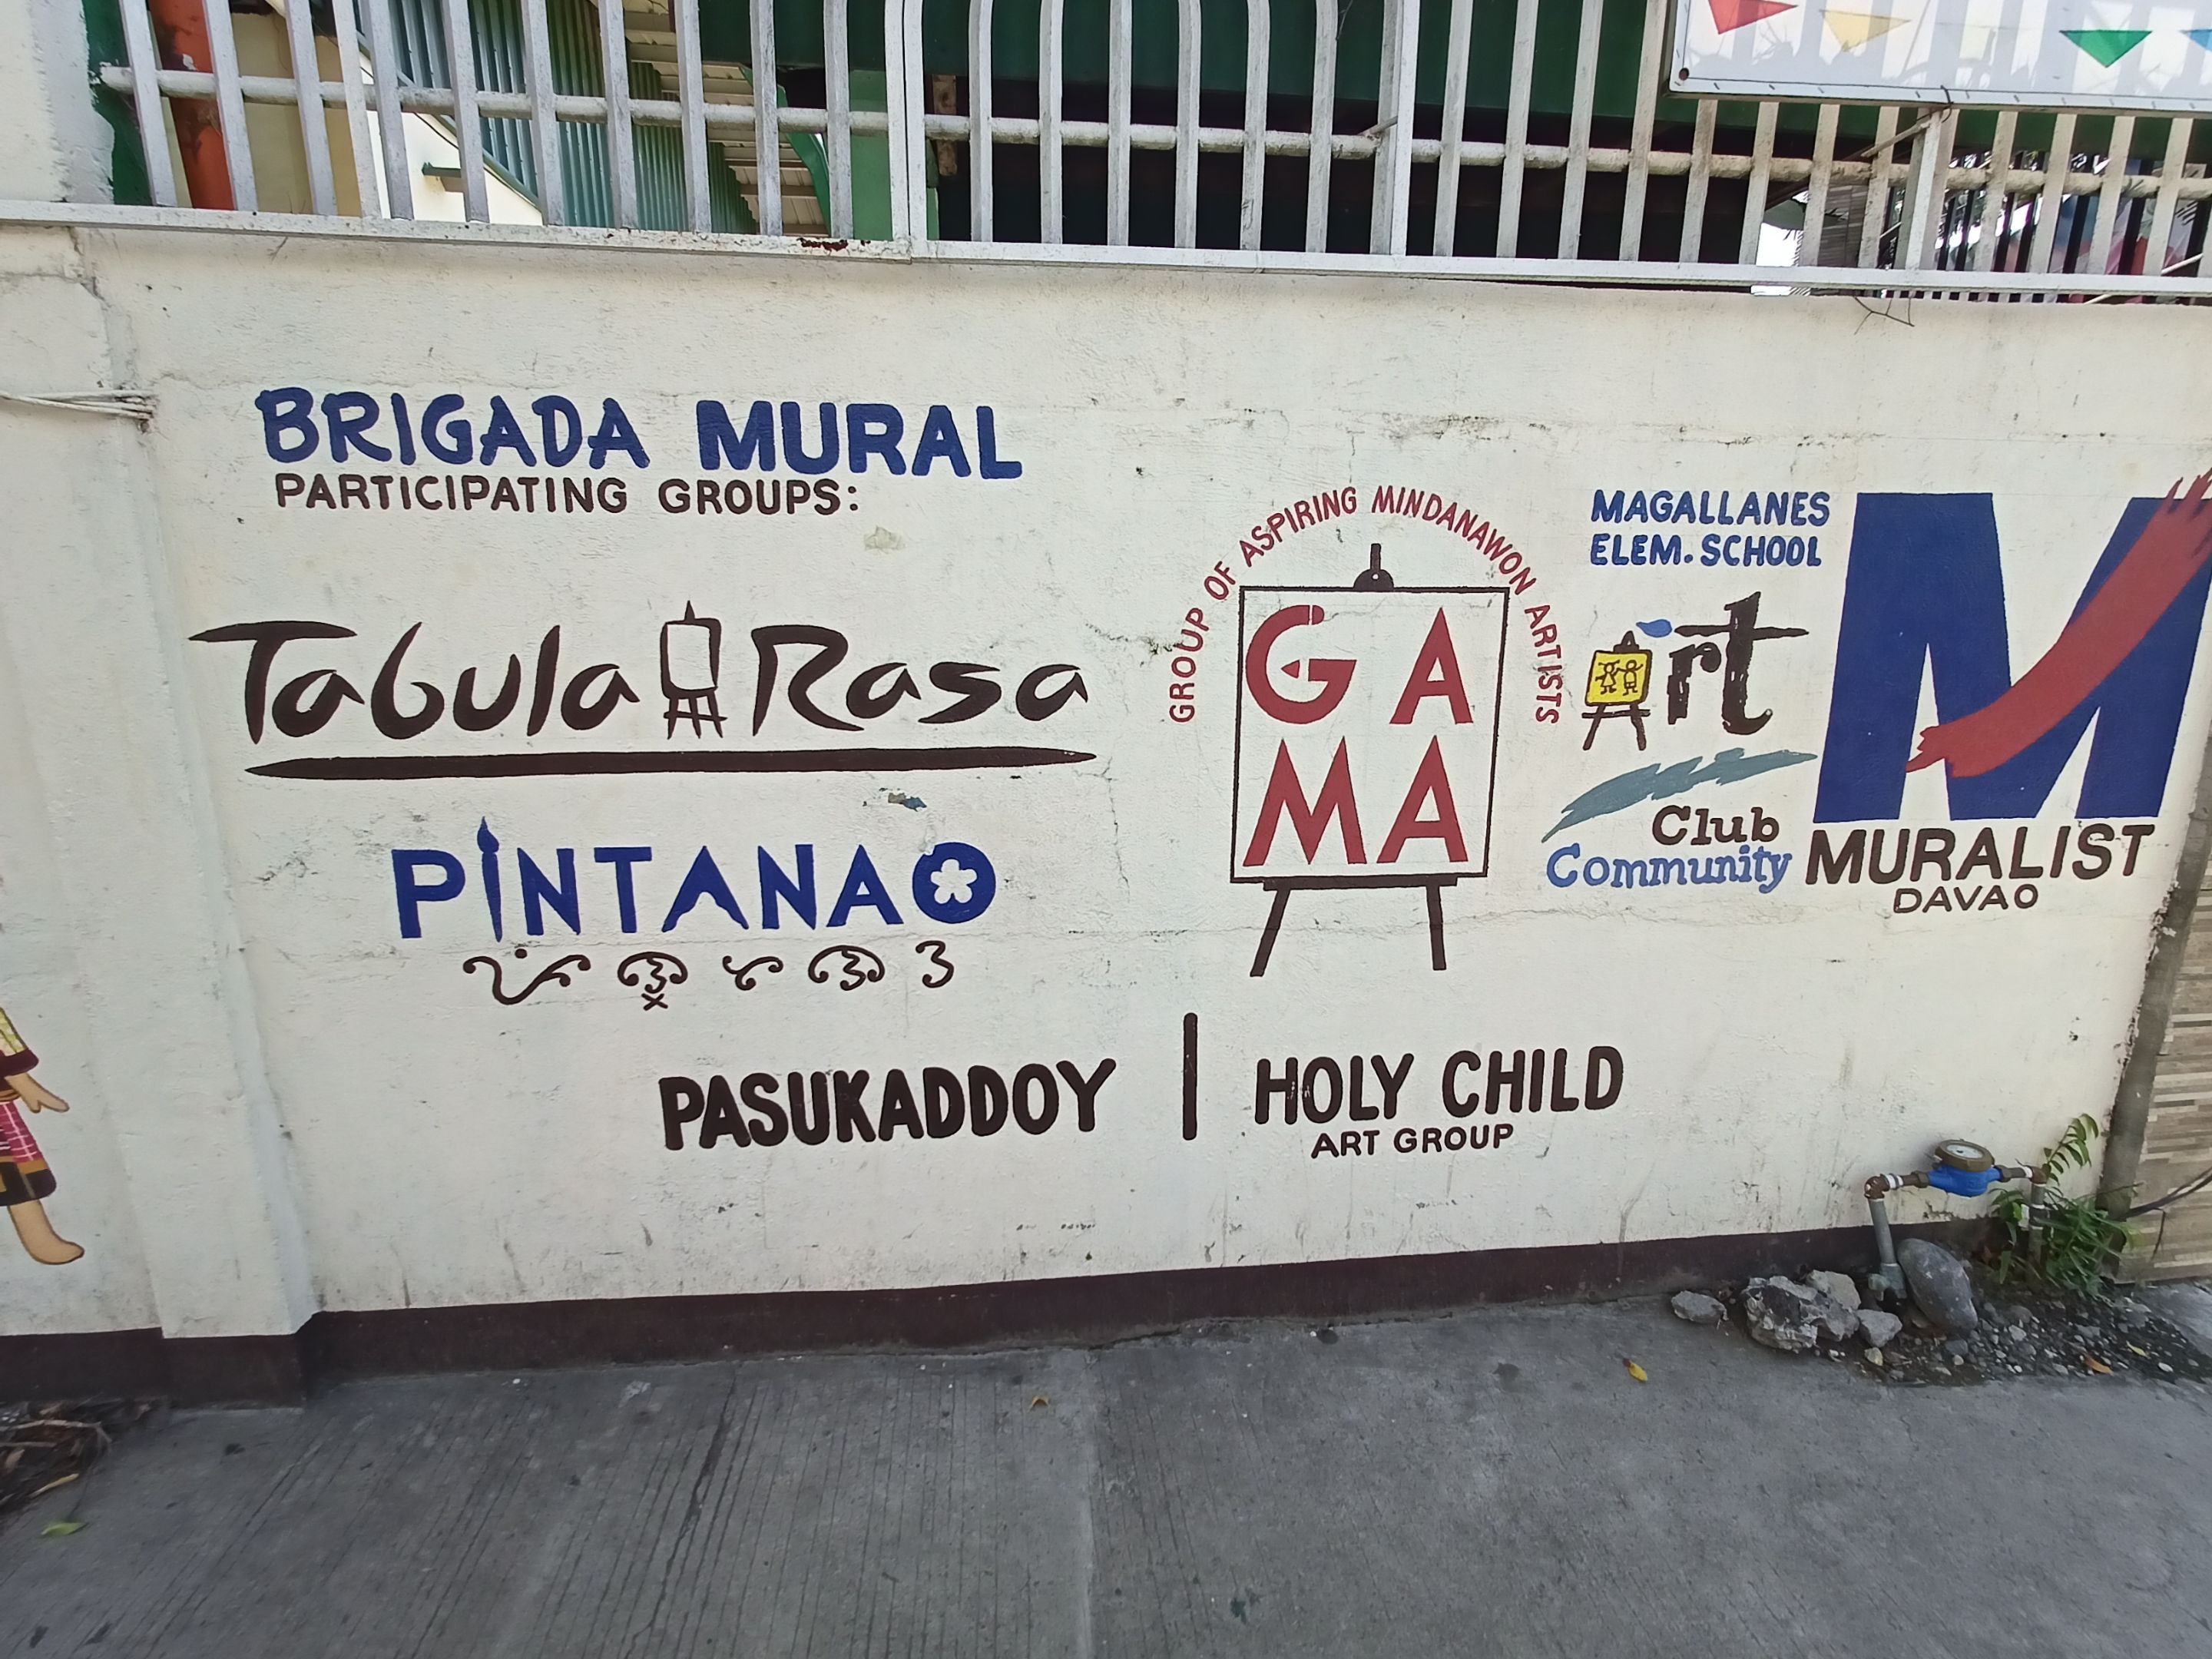 BRIGADA MURAL
PARTICIPATING GROUPS:
Tabula Rasa
PINTANAO
ᜉᜒᜈ᜔ᜆᜈᜂ
GROUP OF ASPIRING MINDANAWON ARTISTS
GA
MA
MAGALLANES
ELEM. SCHOOL
Art
Club
Community
M
MURALIST
DAVAO
PASUKADDOY | HOLY CHILD
ART GROUP